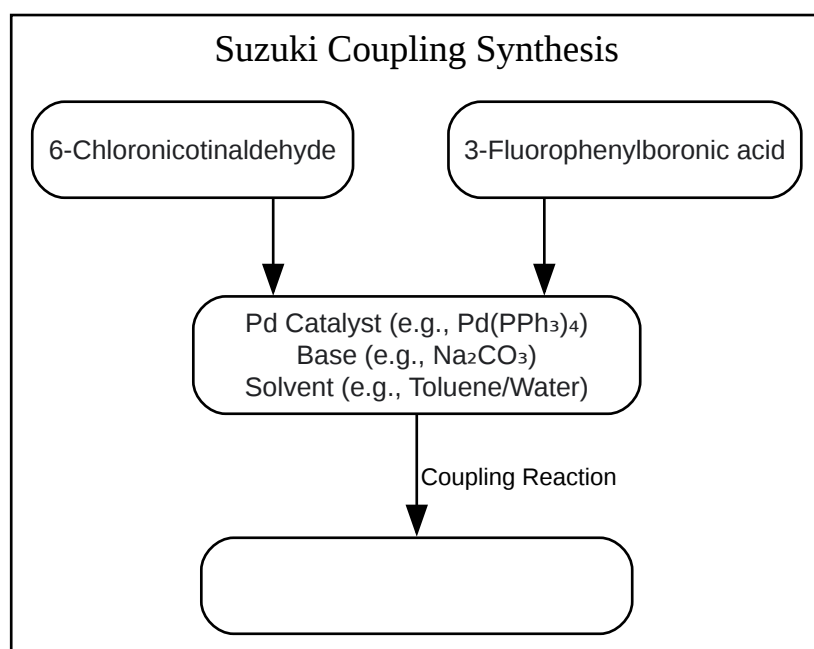 Suzuki Coupling Synthesis
6-Chloronicotinaldehyde
3-Fluorophenylboronic acid
Pd Catalyst (e.g., Pd(PPh₃)₄)
Base (e.g., Na₂CO₃)
Solvent (e.g., Toluene/Water)
Coupling Reaction